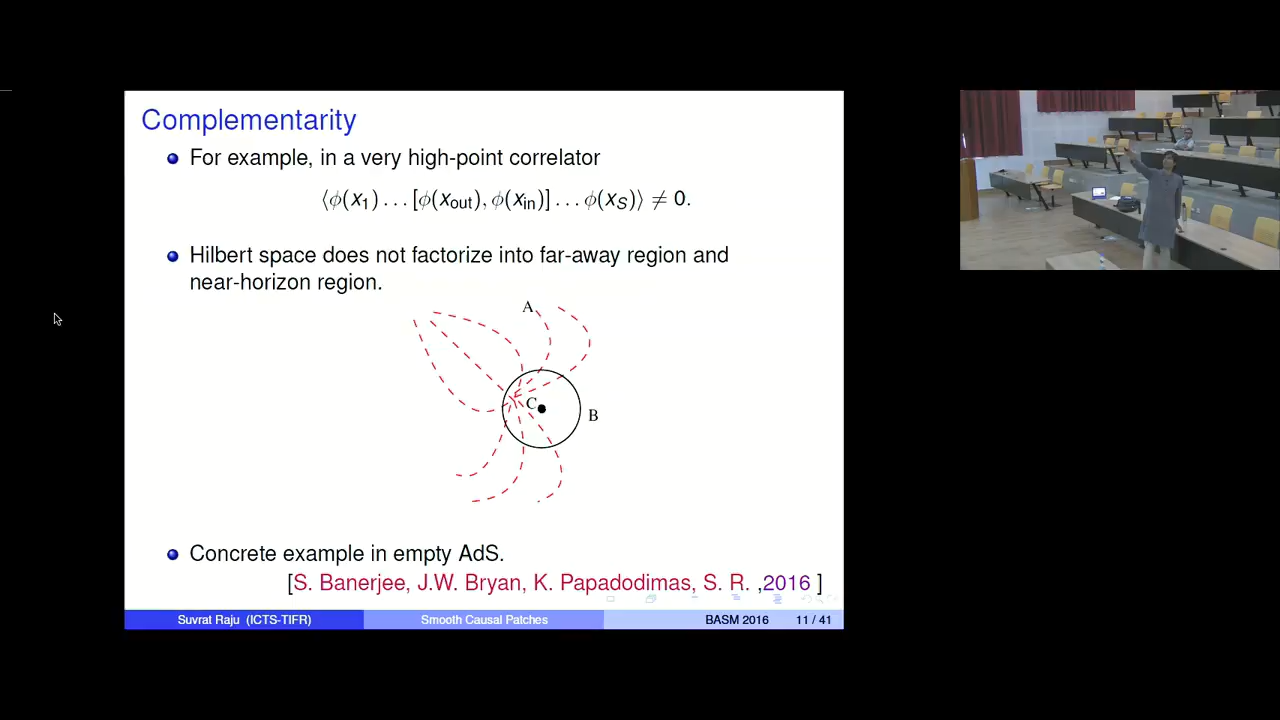 Complementarity
For example, in a very high-point correlator
⟨ϕ(x₁) … [ϕ(x_out), ϕ(x_in)] … ϕ(x_S)⟩ ≠ 0.
Hilbert space does not factorize into far-away region and
near-horizon region.
A
C
B
Concrete example in empty AdS.
[S. Banerjee, J.W. Bryan, K. Papadodimas, S. R. ,2016 ]
Suvrat Raju (ICTS-TIFR) Smooth Causal Patches BASM 2016 11 / 41